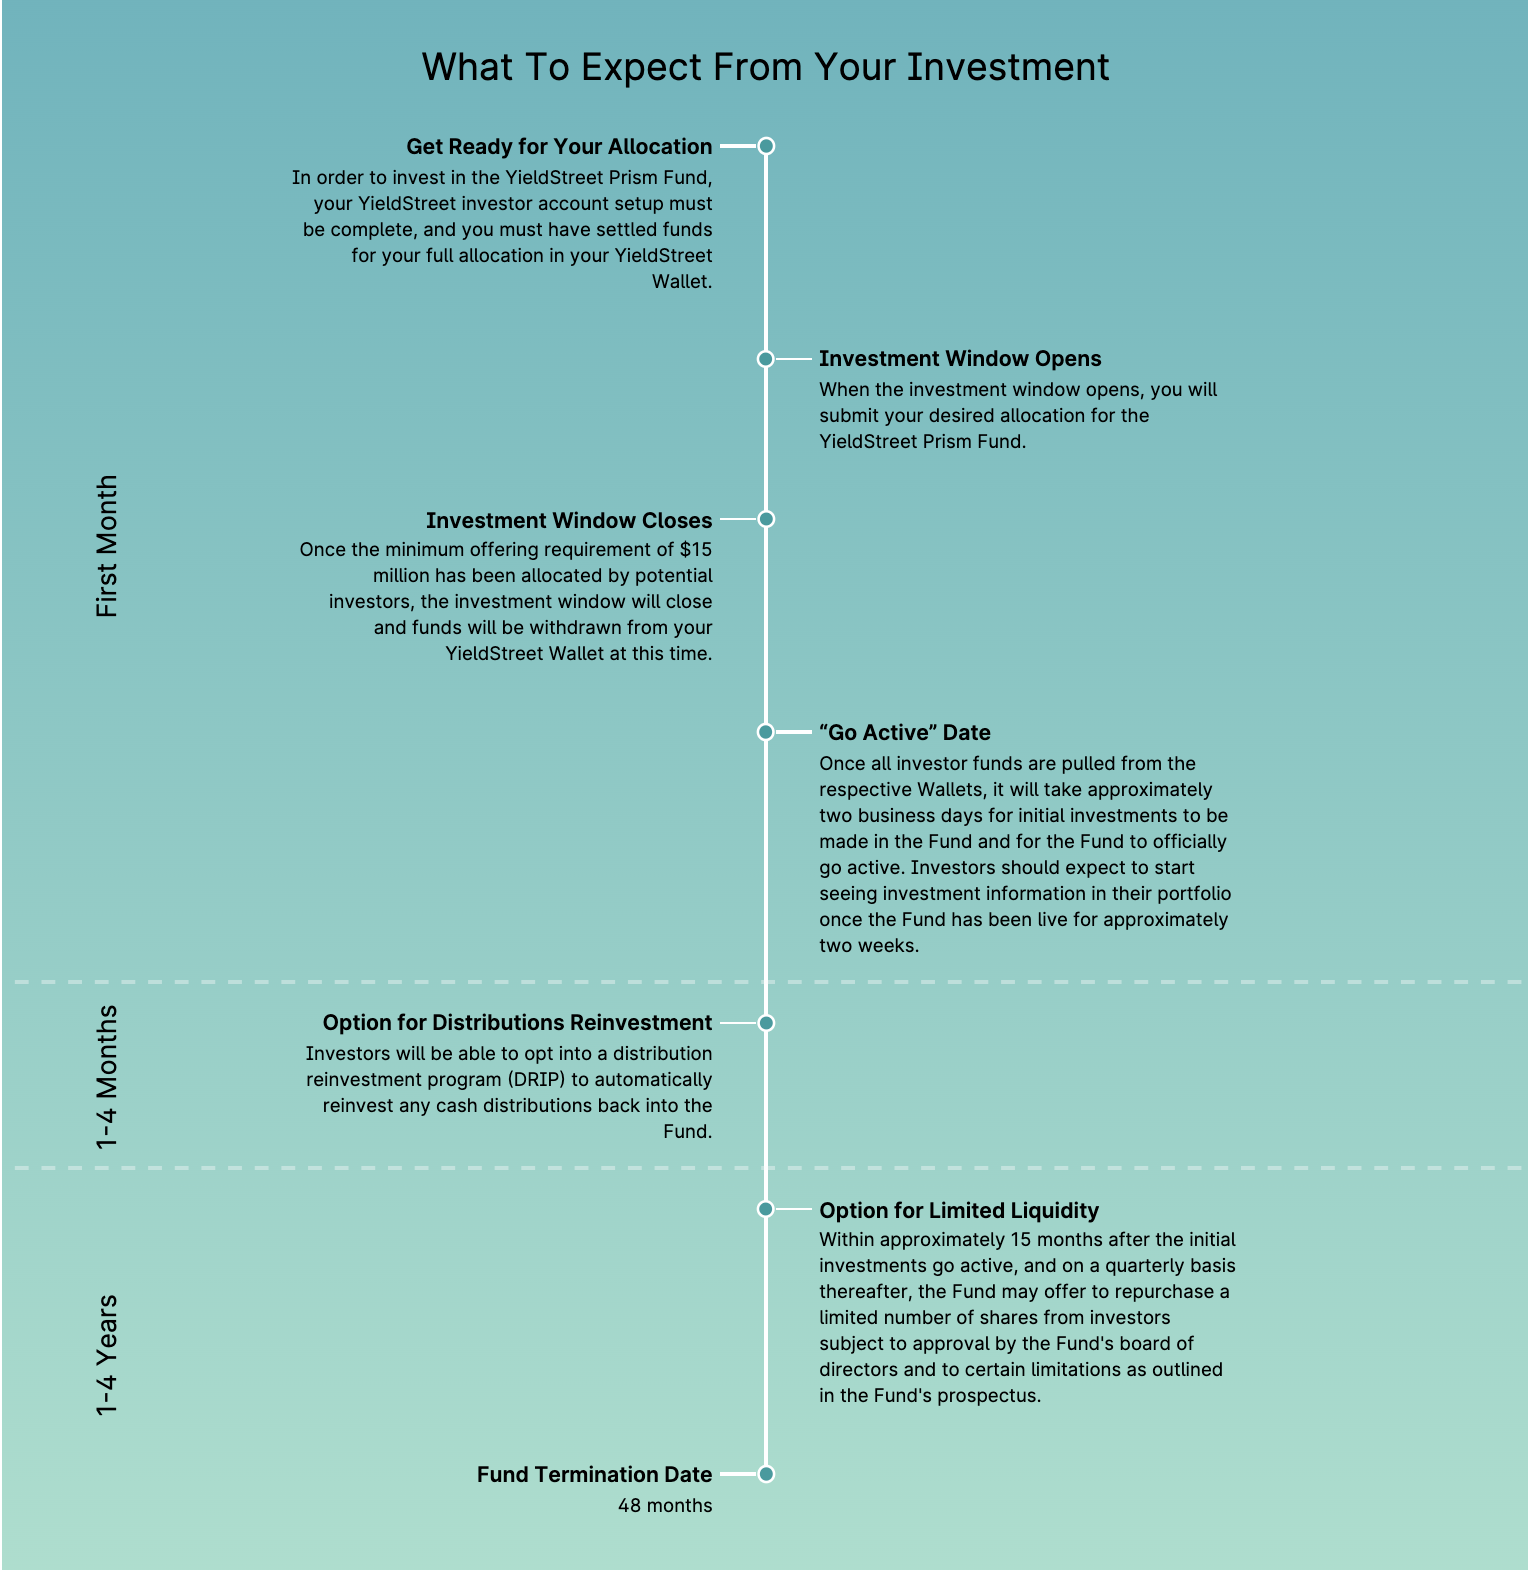 What To Expect From Your Investment
Get Ready for Your Allocation
In order to invest in the YieldStreet Prism Fund,
your YieldStreet investor account setup must
be complete, and you must have settled funds
for your full allocation in your YieldStreet
Wallet.
Investment Window Opens
When the investment window opens, you will
submit your desired allocation for the
YieldStreet Prism Fund.
First Month
Investment Window Closes
Once the minimum offering requirement of $15
million has been allocated by potential
investors, the investment window will close
and funds will be withdrawn from your
YieldStreet Wallet at this time.
“Go Active” Date
Once all investor funds are pulled from the
respective Wallets, it will take approximately
two business days for initial investments to be
made in the Fund and for the Fund to officially
go active. Investors should expect to start
seeing investment information in their portfolio
once the Fund has been live for approximately
two weeks.
1-4 Months
Option for Distributions Reinvestment
Investors will be able to opt into a distribution
reinvestment program (DRIP) to automatically
reinvest any cash distributions back into the
Fund.
1-4 Years
Option for Limited Liquidity
Within approximately 15 months after the initial
investments go active, and on a quarterly basis
thereafter, the Fund may offer to repurchase a
limited number of shares from investors
subject to approval by the Fund's board of
directors and to certain limitations as outlined
in the Fund's prospectus.
Fund Termination Date
48 months